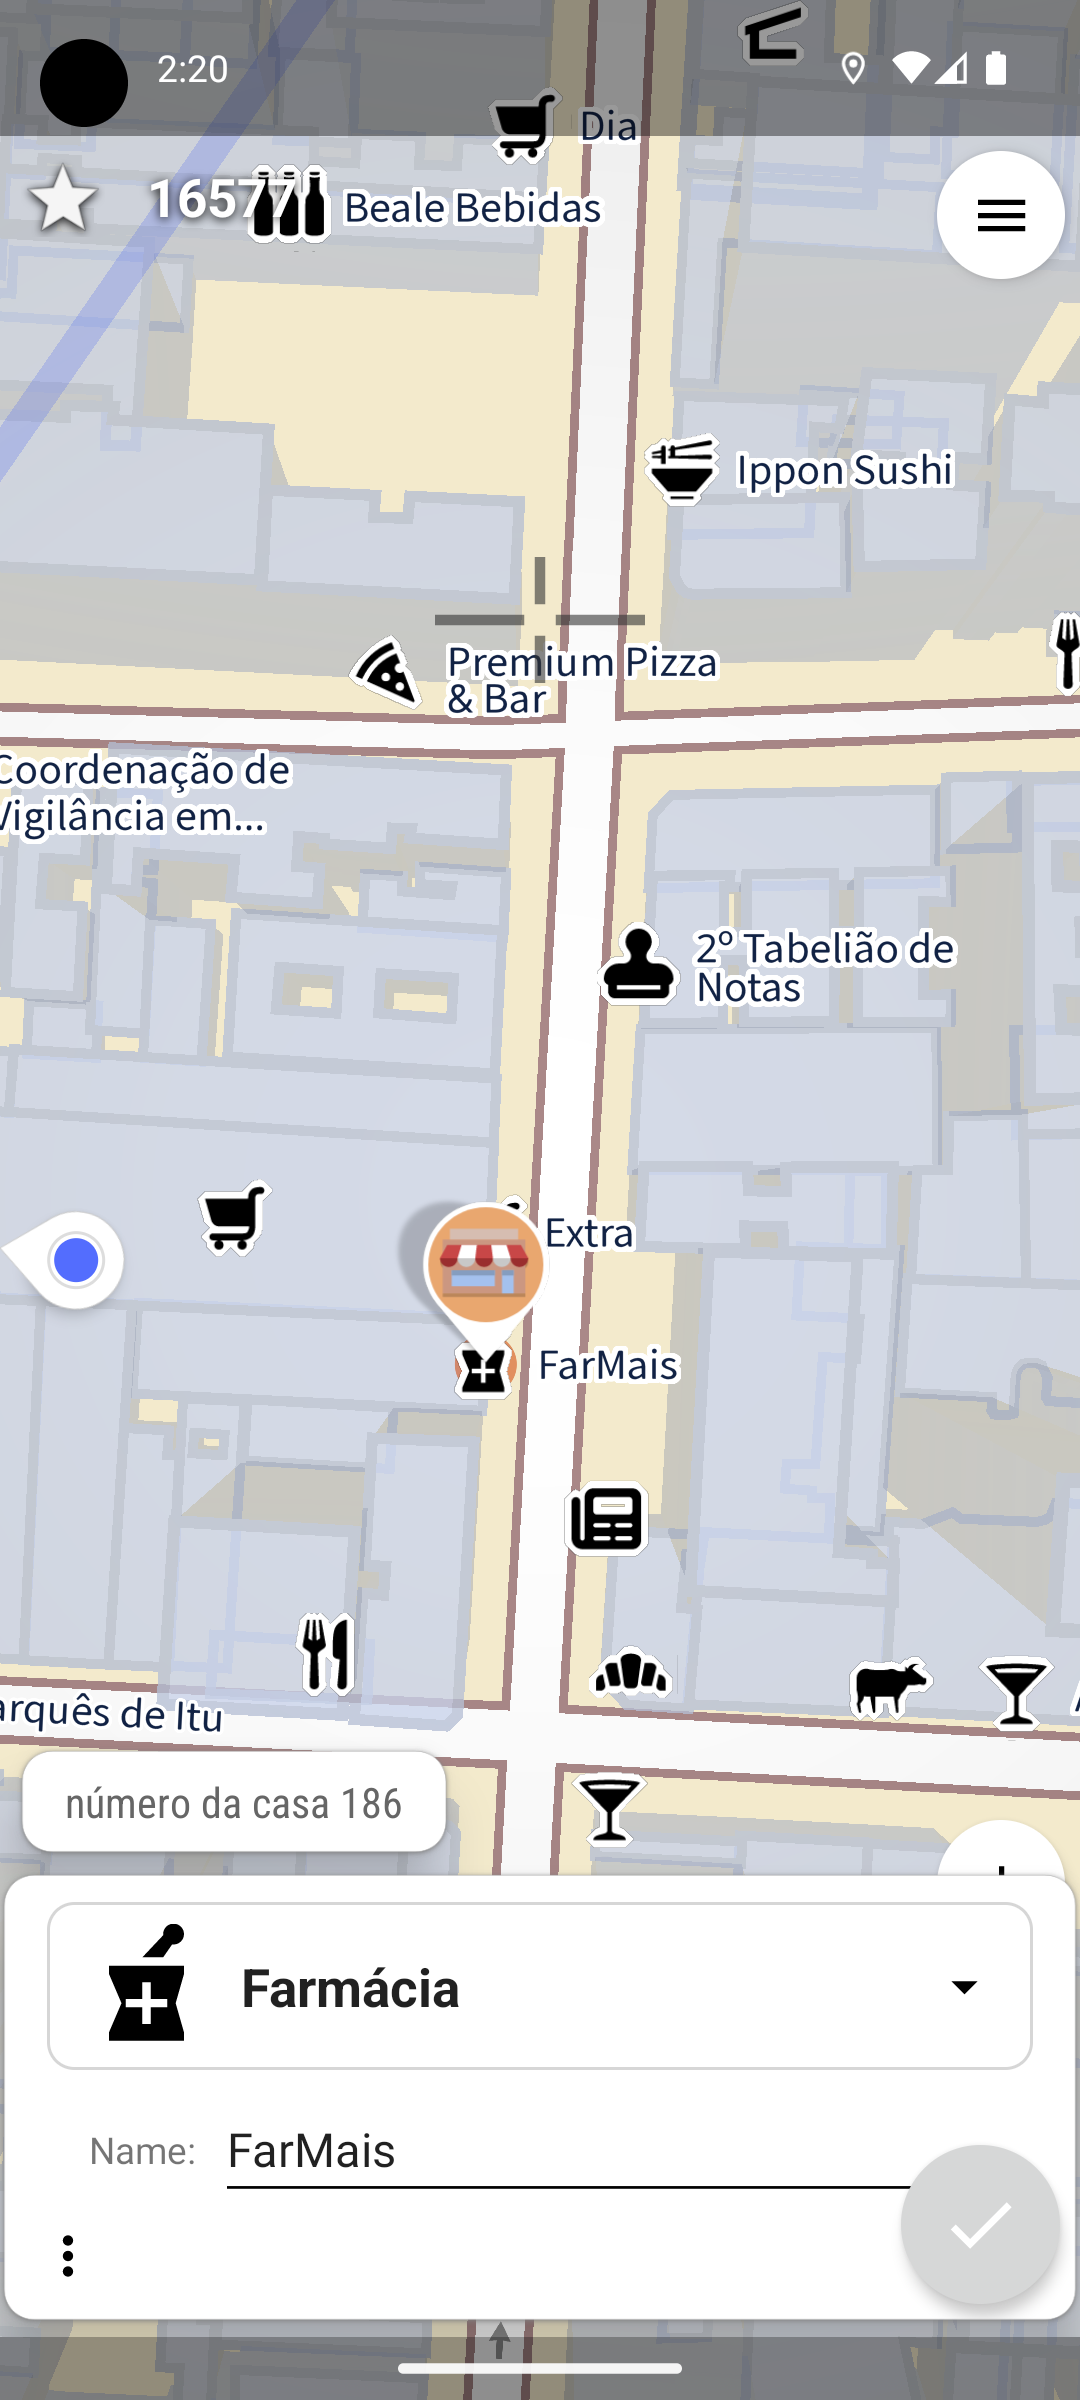 2:20
Dia
16577
Beale Bebidas
Ippon Sushi
Premium Pizza
& Bar
Coordenação de
Vigilância em...
2º Tabelião de
Notas
Extra
FarMais
arquês de Itu
número da casa 186
Farmácia
Name: FarMais